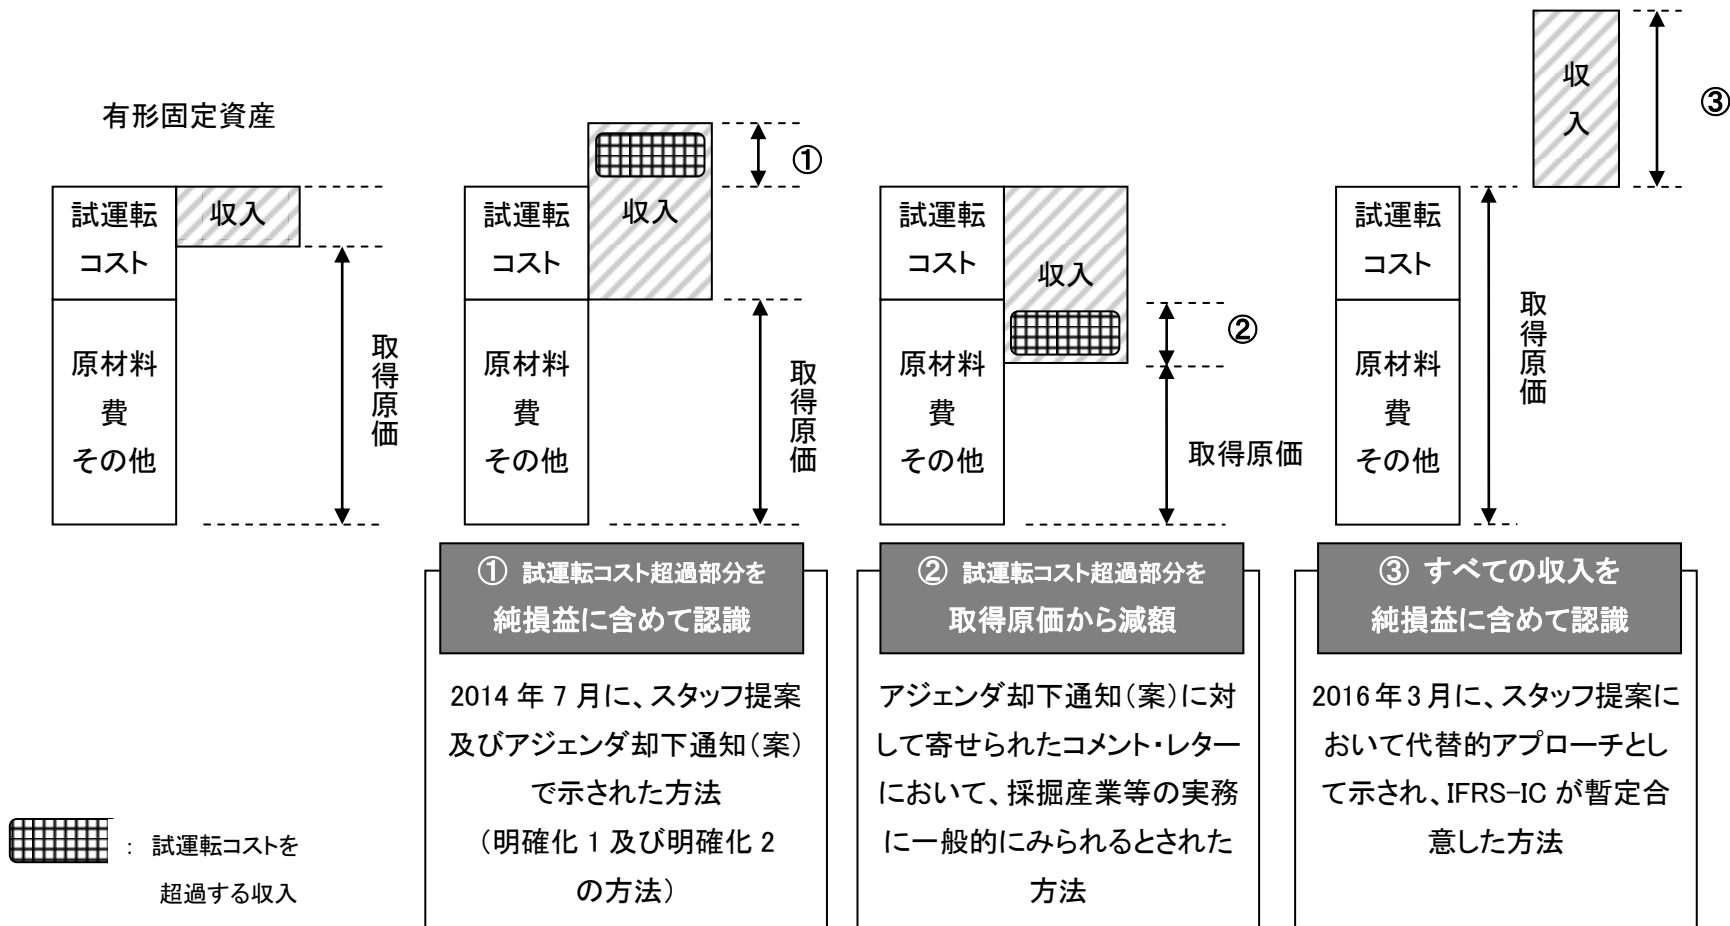 有形固定資産
試運転
コスト
収入
原材料
費
その他
取得原価
試運転
コスト
収入
①
原材料
費
その他
取得原価
試運転
コスト
収入
②
原材料
費
その他
取得原価
試運転
コスト
収
入
③
原材料
費
その他
取得原価
① 試運転コスト超過部分を
純損益に含めて認識
2014 年 7 月に、スタッフ提案
及びアジェンダ却下通知(案)
で示された方法
(明確化 1 及び明確化 2
の方法)
② 試運転コスト超過部分を
取得原価から減額
アジェンダ却下通知(案)に対
して寄せられたコメント・レター
において、採掘産業等の実務
に一般的にみられるとされた
方法
③ すべての収入を
純損益に含めて認識
2016 年 3 月に、スタッフ提案に
おいて代替的アプローチとし
て示され、IFRS-IC が暫定合
意した方法
: 試運転コストを
超過する収入